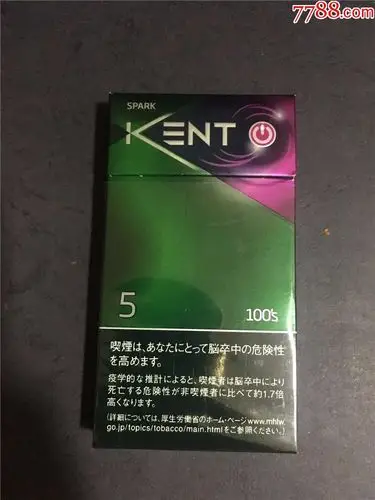 7788.com
SPARK
KENT
5
100's
喫煙は、あなたにとって脳卒中の危険性
を高めます。
疫学的な推計によると、喫煙者は脳卒中により
死亡する危険性が非喫煙者に比べて約1.7倍
高くなります。
(詳細については、厚生労働省のホーム・ページ www.mhlw.
go.jp/topics/tobacco/main.htmlをご参照ください。)